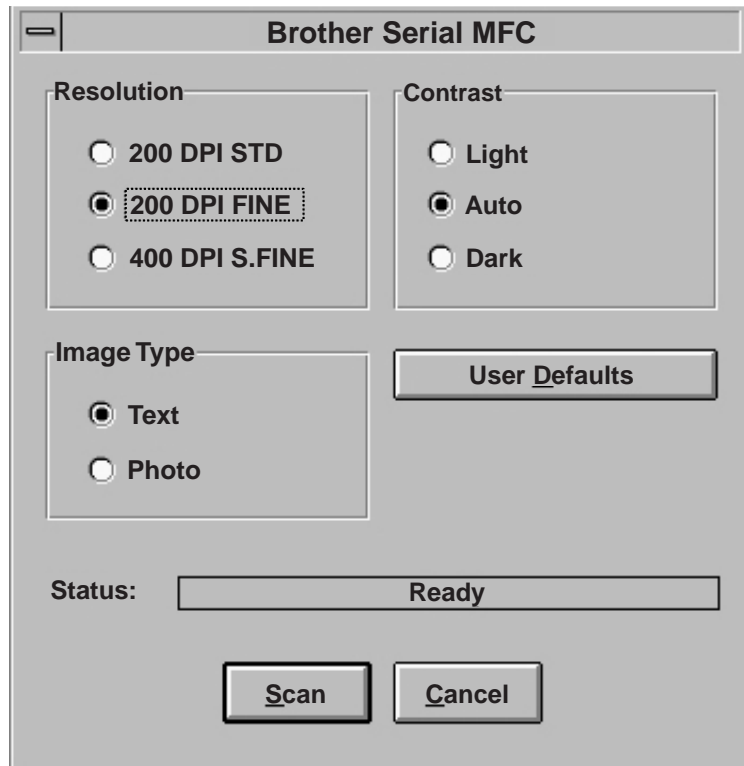 Brother Serial MFC
Resolution
200 DPI STD
200 DPI FINE
400 DPI S.FINE
Contrast
Light
Auto
Dark
Image Type
Text
Photo
User Defaults
Status: Ready
Scan Cancel